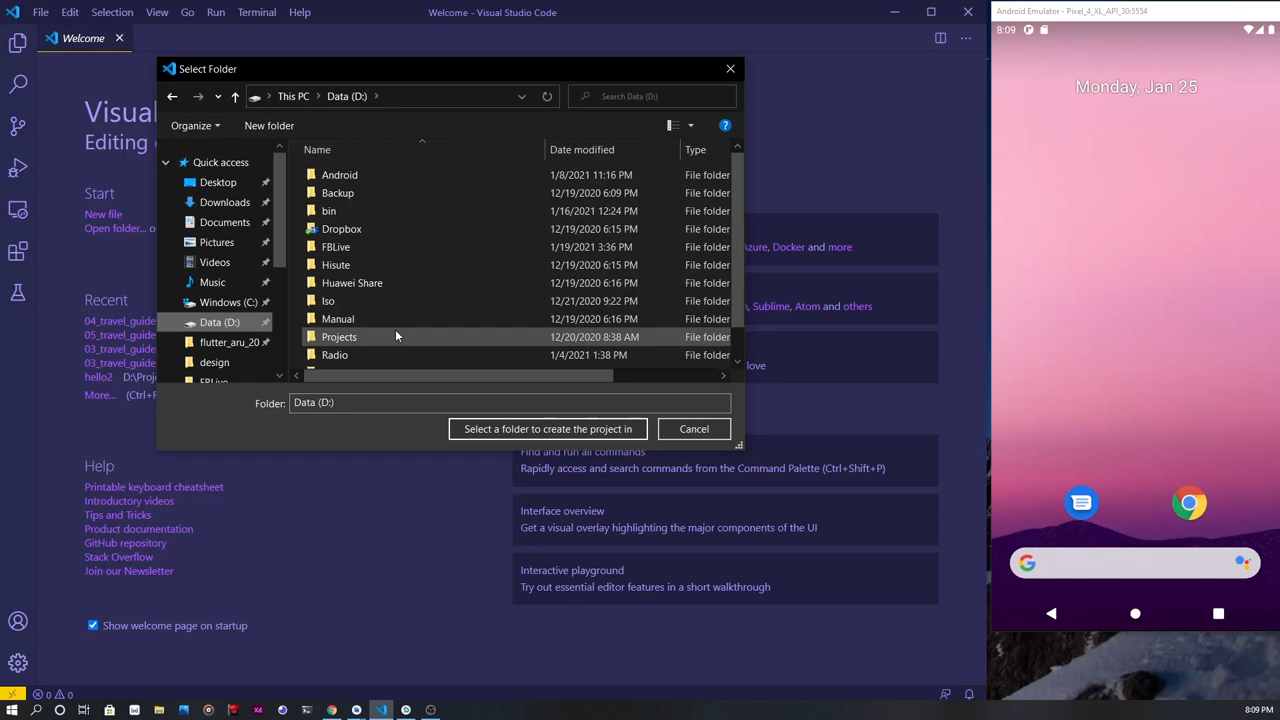 File Edit Selection View Go Run Terminal Help Welcome - Visual Studio Code
Welcome
Visua
Editing
Start
New file
Open folder... o
Recent
04_travel_guide
05_travel_guide
03_travel_guide
03_travel_guide
hello2 D:\Proj
More... (Ctrl+
Help
Printable keyboard cheatsheet
Introductory videos
Tips and Tricks
Product documentation
GitHub repository
Stack Overflow
Join our Newsletter
Show welcome page on startup
Azure, Docker and more
, Sublime, Atom and others
love
Find and run all commands
Rapidly access and search commands from the Command Palette (Ctrl+Shift+P)
Interface overview
Get a visual overlay highlighting the major components of the UI
Interactive playground
Try out essential editor features in a short walkthrough
Select Folder
This PC Data (D:)
Search Data (D:)
Organize New folder
Quick access
Desktop
Downloads
Documents
Pictures
Videos
Music
Windows (C:)
Data (D:)
flutter_aru_20
design
FBLive
Name Date modified Type
Android 1/8/2021 11:16 PM File folder
Backup 12/19/2020 6:09 PM File folder
bin 1/16/2021 12:24 PM File folder
Dropbox 12/19/2020 6:15 PM File folder
FBLive 1/19/2021 3:36 PM File folder
Hisute 12/19/2020 6:15 PM File folder
Huawei Share 12/19/2020 6:16 PM File folder
Iso 12/21/2020 9:22 PM File folder
Manual 12/19/2020 6:16 PM File folder
Projects 12/20/2020 8:38 AM File folder
Radio 1/4/2021 1:38 PM File folder
Folder: Data (D:)
Select a folder to create the project in Cancel
0 0
Android Emulator - Pixel_4_XL_API_30:5554
8:09
Monday, Jan 25
8:09 PM